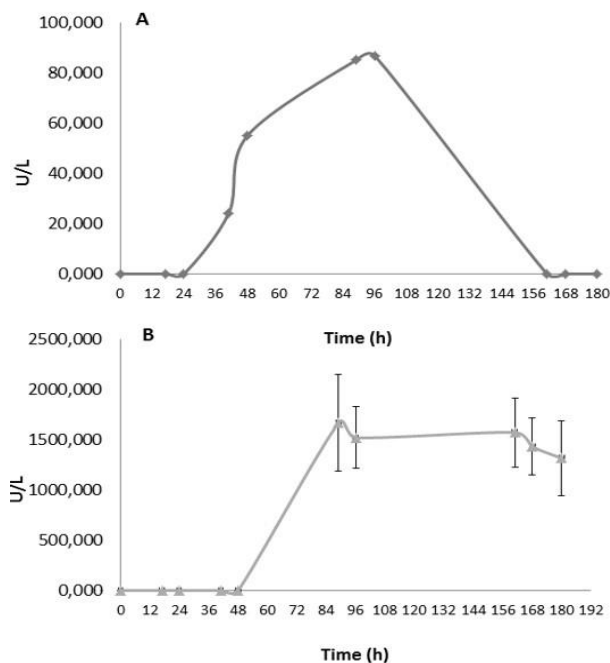 A
100,000
80,000
60,000
40,000
20,000
0,000
U/L
0 12 24 36 48 60 72 84 96 108 120 132 144 156 168 180
Time (h)
B
2500,000
2000,000
1500,000
1000,000
500,000
0,000
U/L
0 12 24 36 48 60 72 84 96 108 120 132 144 156 168 180 192
Time (h)